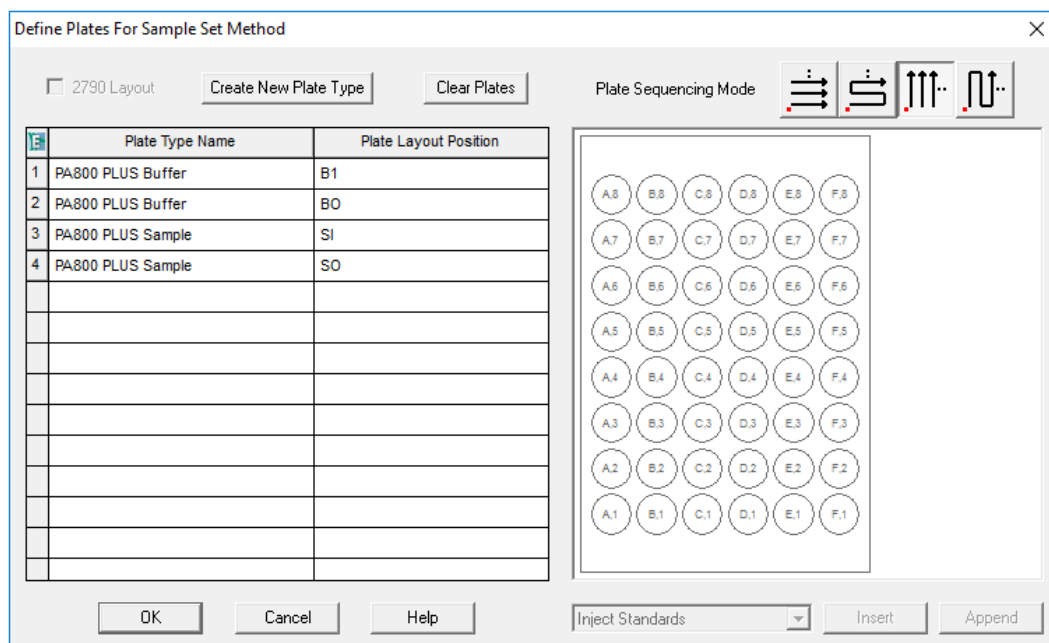 Define Plates For Sample Set Method
2790 Layout Create New Plate Type Clear Plates Plate Sequencing Mode
E Plate Type Name Plate Layout Position
1 PA800 PLUS Buffer B1
2 PA800 PLUS Buffer BO
3 PA800 PLUS Sample SI
4 PA800 PLUS Sample SO
A,8 B,8 C,8 D,8 E,8 F,8
A,7 B,7 C,7 D,7 E,7 F,7
A,6 B,6 C,6 D,6 E,6 F,6
A,5 B,5 C,5 D,5 E,5 F,5
A,4 B,4 C,4 D,4 E,4 F,4
A,3 B,3 C,3 D,3 E,3 F,3
A,2 B,2 C,2 D,2 E,2 F,2
A,1 B,1 C,1 D,1 E,1 F,1
OK Cancel Help Inject Standards Insert Append